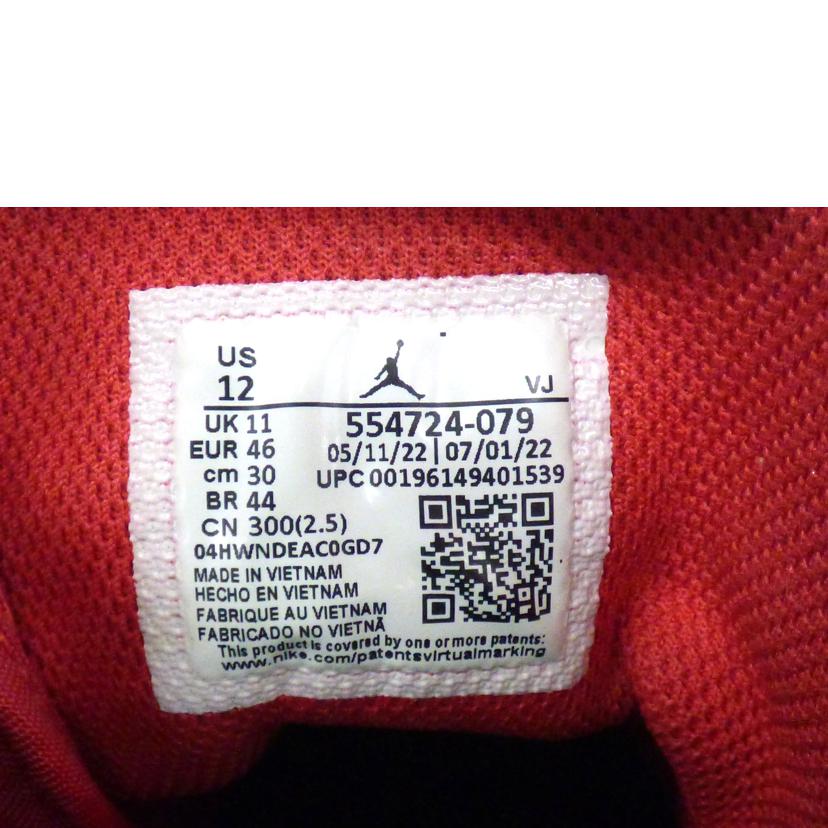 US
12
VJ
UK 11
554724-079
EUR 46
05/11/22 | 07/01/22
cm 30
UPC 00196149401539
BR 44
CN 300(2.5)
04HWNDEAC0GD7
MADE IN VIETNAM
HECHO EN VIETNAM
FABRIQUE AU VIETNAM
FABRICADO NO VIETNÃ
This product is covered by one or more patents:
www.nike.com/patentsvirtualmarking